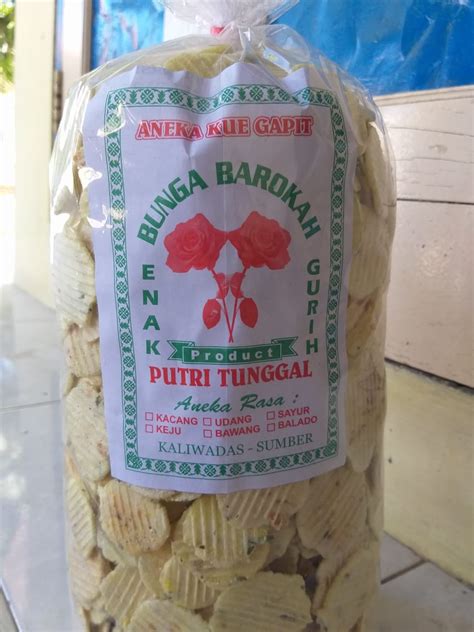 ANEKA KUE GAPIT
BUNGA BAROKAH
ENAK
GURIH
Product
PUTRI TUNGGAL
Aneka Rasa :
KACANG UDANG SAYUR
KEJU BAWANG BALADO
KALIWADAS - SUMBER